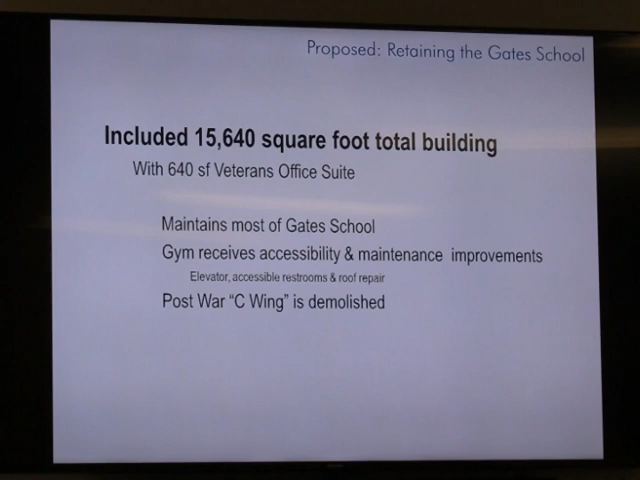 Proposed: Retaining the Gates School
Included 15,640 square foot total building
With 640 sf Veterans Office Suite
Maintains most of Gates School
Gym receives accessibility & maintenance improvements
Elevator, accessible restrooms & roof repair
Post War “C Wing” is demolished